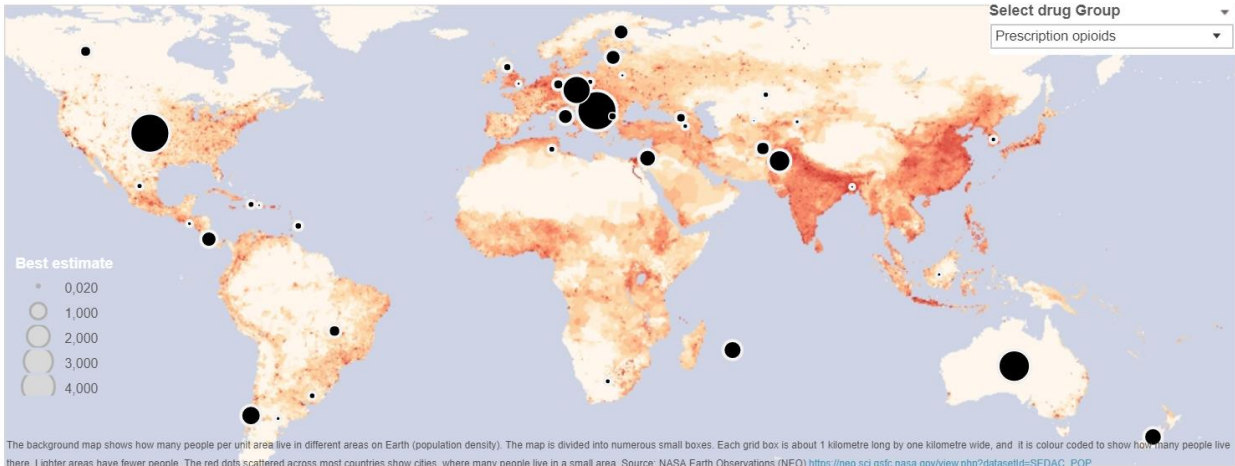 Select drug Group
Prescription opioids
Best estimate
0,020
1,000
2,000
3,000
4,000
The background map shows how many people per unit area live in different areas on Earth (population density). The map is divided into numerous small boxes. Each grid box is about 1 kilometre long by one kilometre wide, and it is colour coded to show how many people live
there. Lighter areas have fewer people. The red dots scattered across most countries show cities, where many people live in a small area. Source: NASA Earth Observations (NEO) https://neo.sci.gsfc.nasa.gov/view.php?datasetId=SEDAC_POP